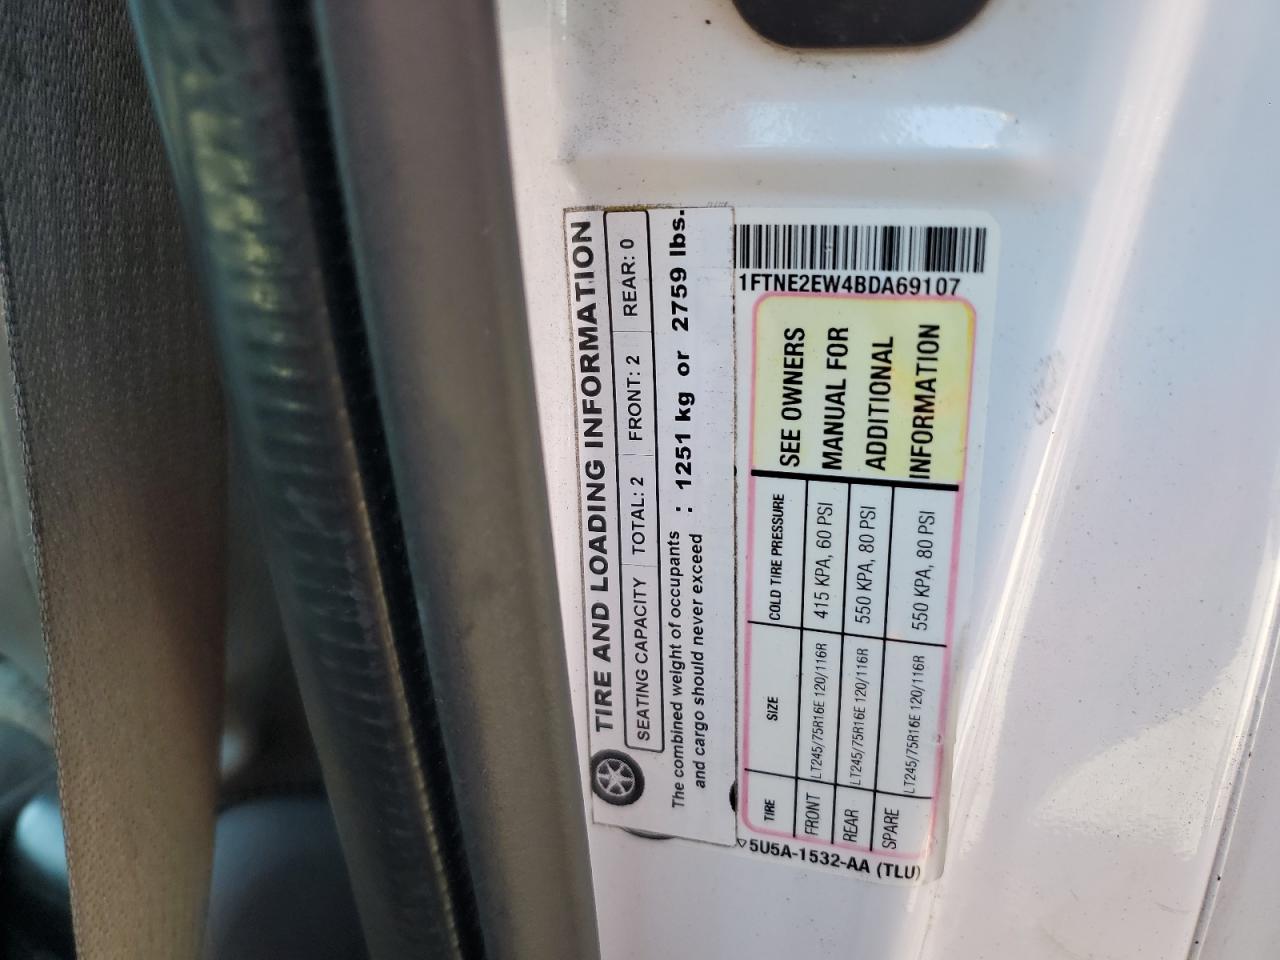 TIRE AND LOADING INFORMATION
SEATING CAPACITY TOTAL: 2 FRONT: 2 REAR: 0
The combined weight of occupants
and cargo should never exceed : 1251 kg or 2759 lbs.
1FTNE2EW4BDA69107
TIRE SIZE COLD TIRE PRESSURE
FRONT LT245/75R16E 120/116R 415 KPA, 60 PSI
REAR LT245/75R16E 120/116R 550 KPA, 80 PSI
SPARE LT245/75R16E 120/116R 550 KPA, 80 PSI
SEE OWNERS
MANUAL FOR
ADDITIONAL
INFORMATION
▽5U5A-1532-AA (TLU)